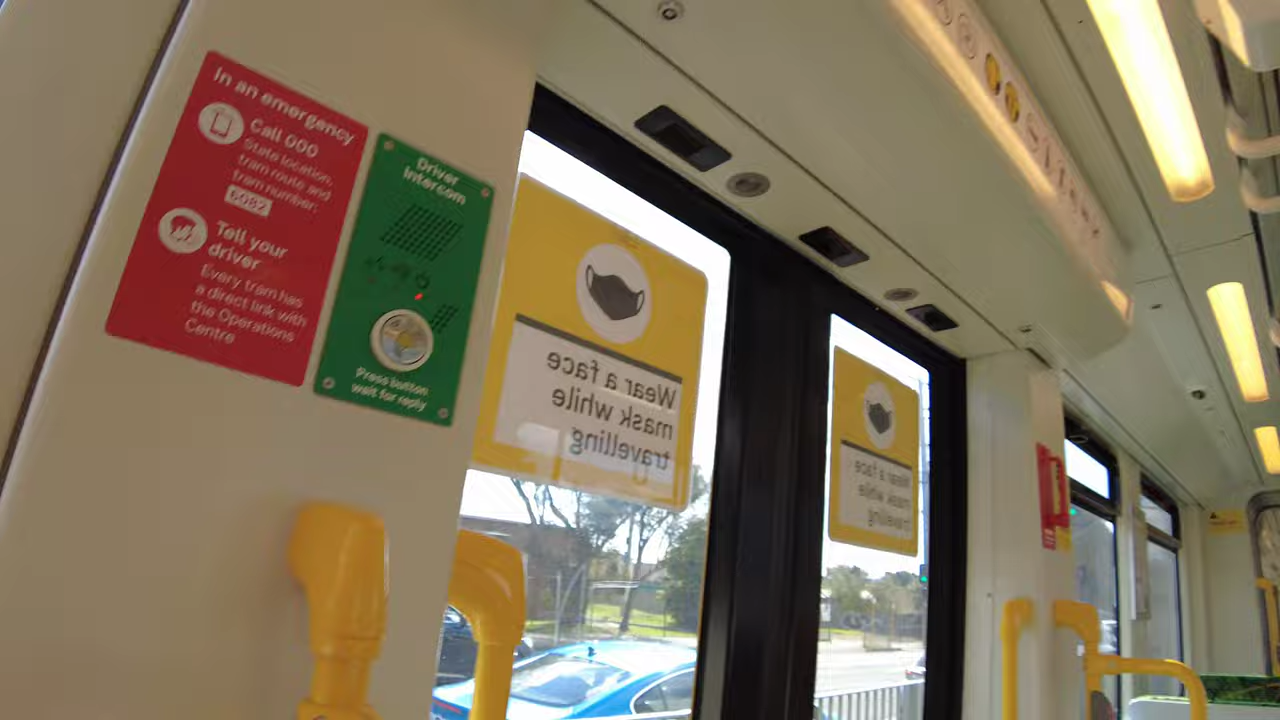 In an emergency
Call 000
State location,
tram route and
tram number:
6082
Tell your
driver
Every tram has
a direct link with
the Operations
Centre
Driver
Intercom
Press button
wait for reply
Wear a face
mask while
travelling
Wear a face
mask while
travelling